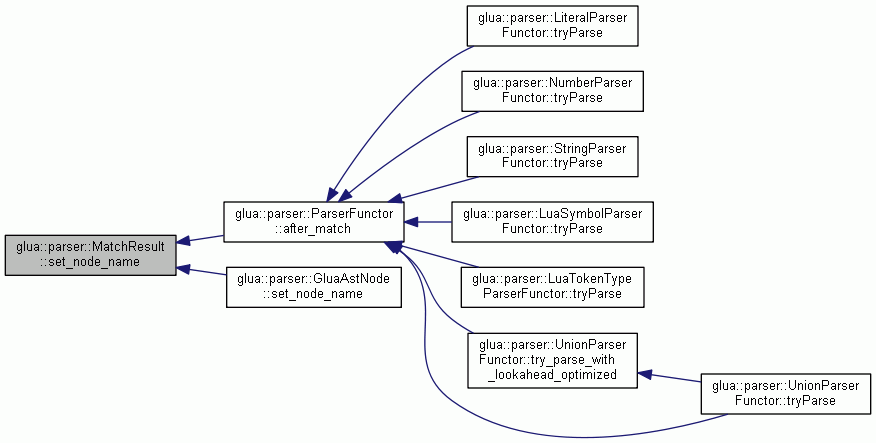 glua::parser::LiteralParser
Functor::tryParse
glua::parser::NumberParser
Functor::tryParse
glua::parser::StringParser
Functor::tryParse
glua::parser::ParserFunctor
::after_match
glua::parser::LuaSymbolParser
Functor::tryParse
glua::parser::MatchResult
::set_node_name
glua::parser::GluaAstNode
::set_node_name
glua::parser::LuaTokenType
ParserFunctor::tryParse
glua::parser::UnionParser
Functor::try_parse_with
_lookahead_optimized
glua::parser::UnionParser
Functor::tryParse